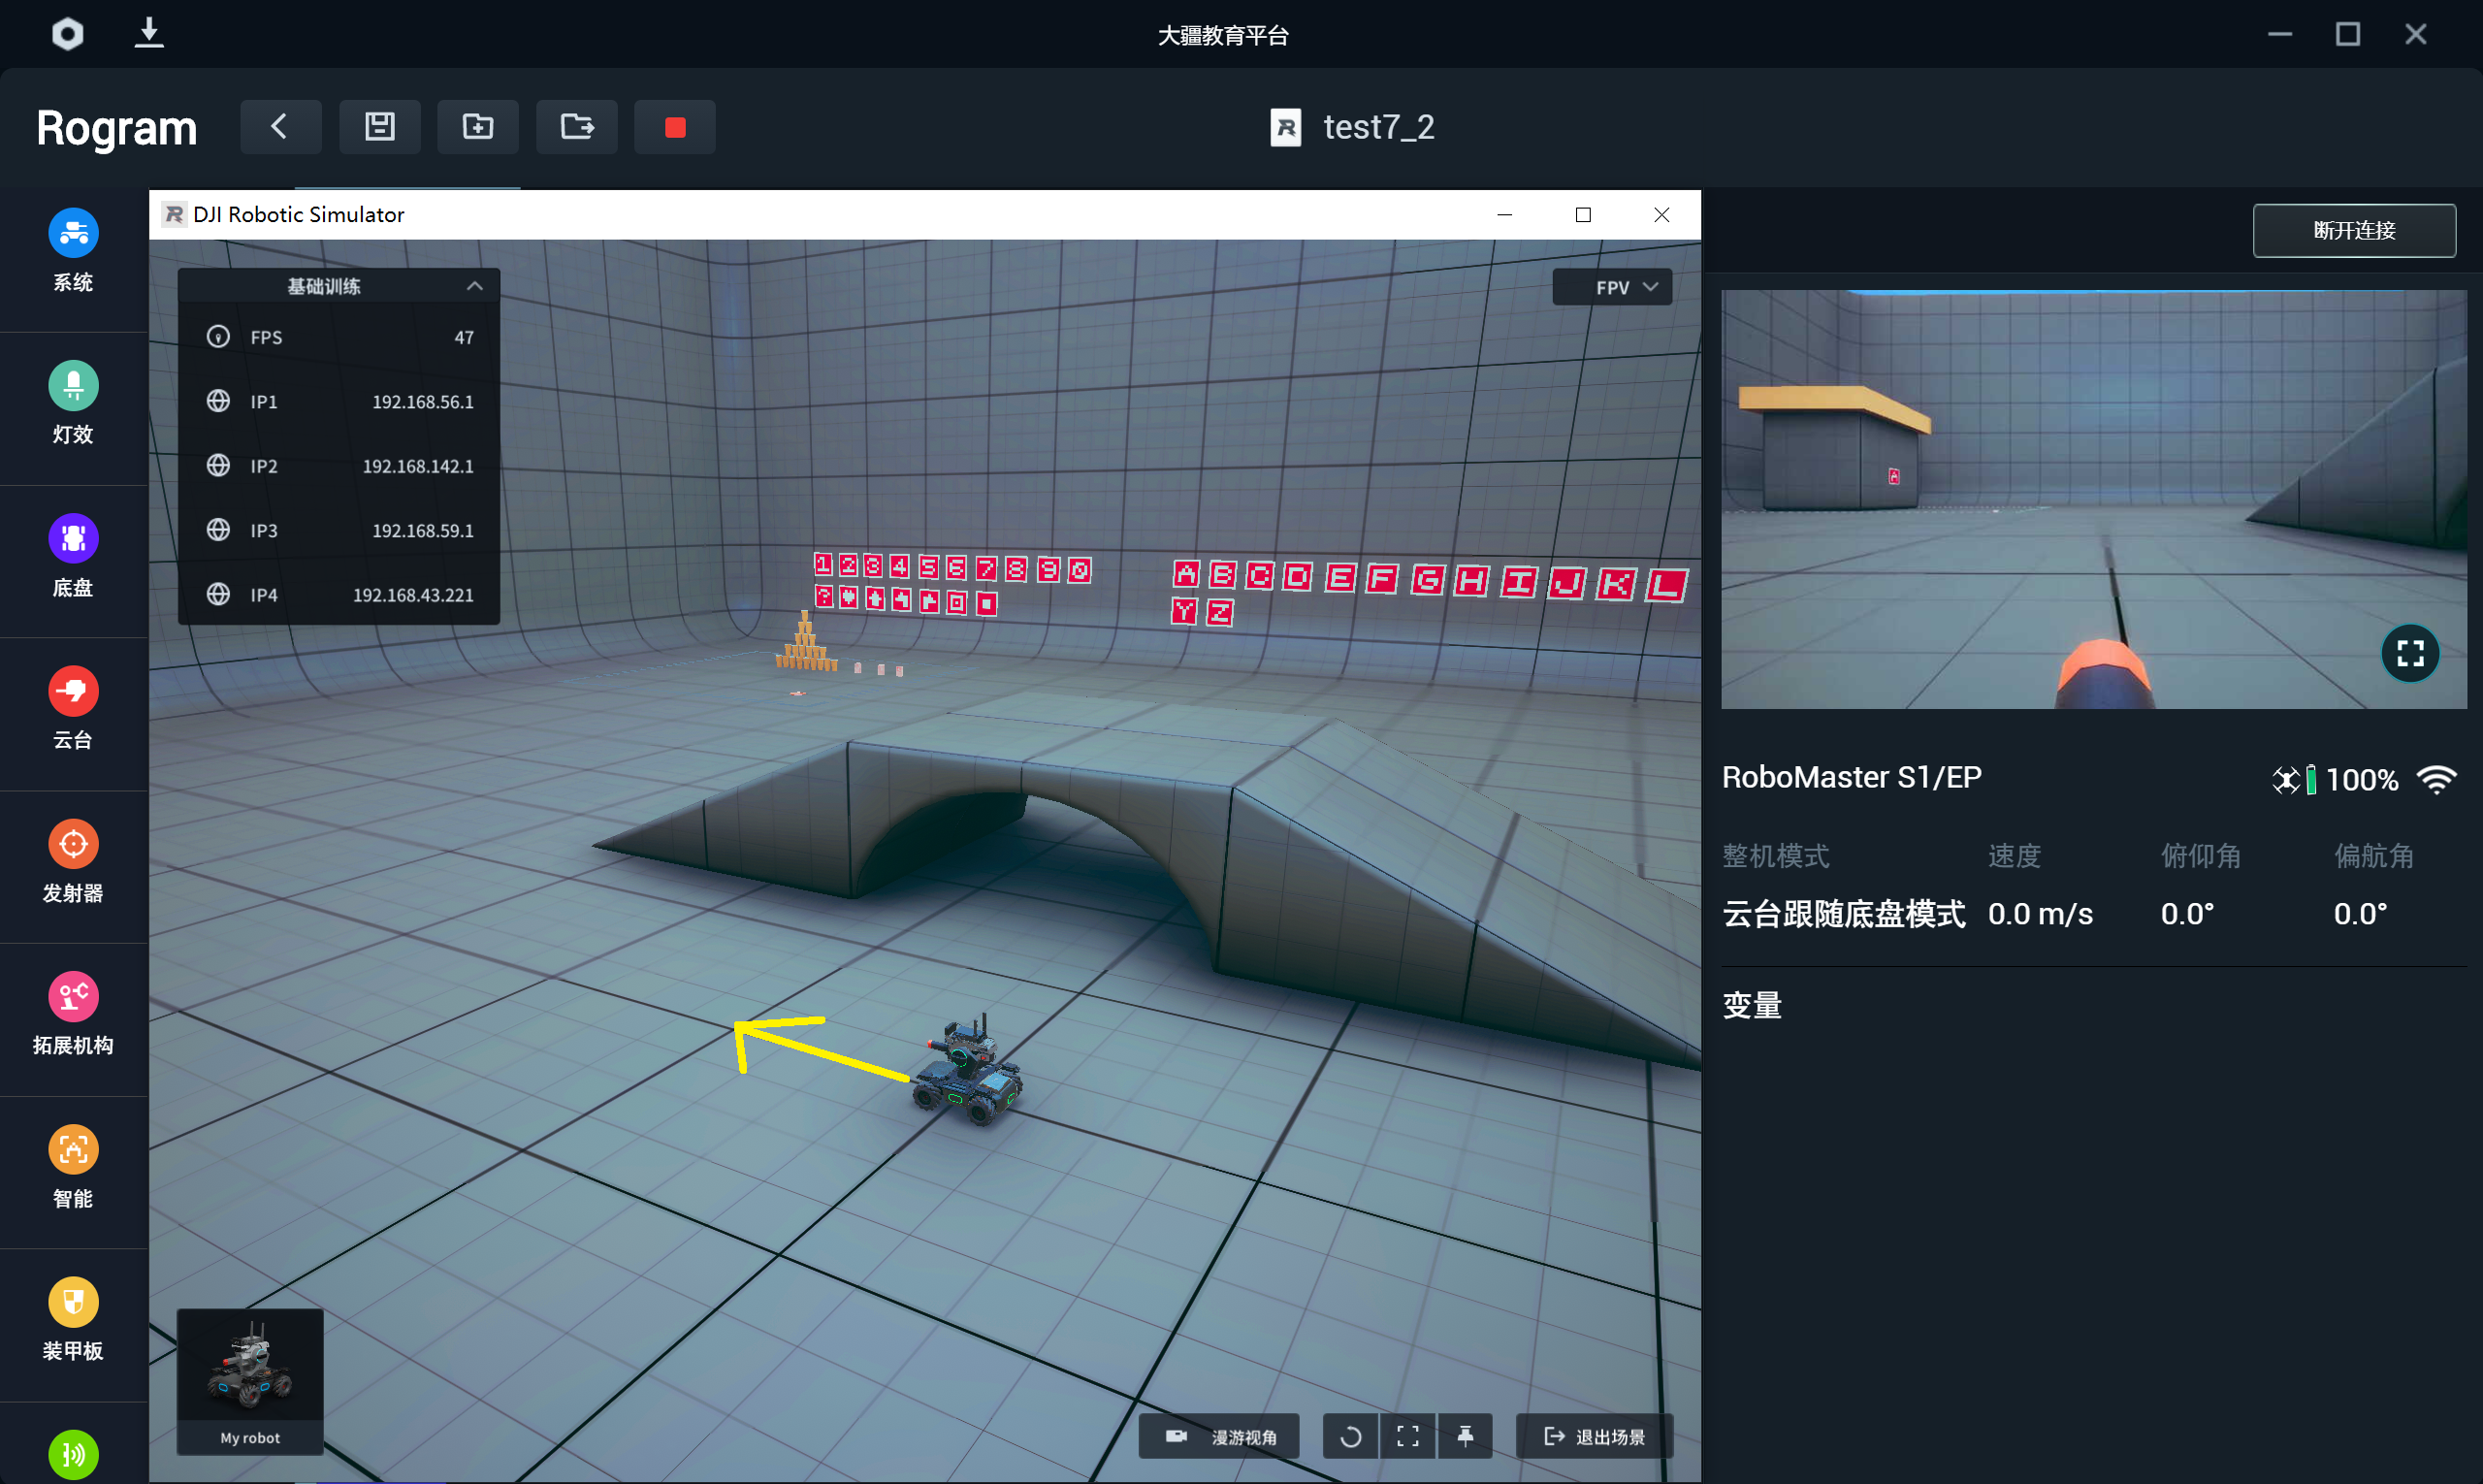 大疆教育平台
Rogram
test7_2
系统
灯效
底盘
云台
发射器
拓展机构
智能
装甲板
DJI Robotic Simulator
基础训练
FPS 47
IP1 192.168.56.1
IP2 192.168.142.1
IP3 192.168.59.1
IP4 192.168.43.221
FPV
1 2 3 4 5 6 7 8 9 0
?
A B C D E F G H I J K L
Y Z
My robot
漫游视角
退出场景
断开连接
A
RoboMaster S1/EP
100%
整机模式 速度 俯仰角 偏航角
云台跟随底盘模式 0.0 m/s 0.0° 0.0°
变量